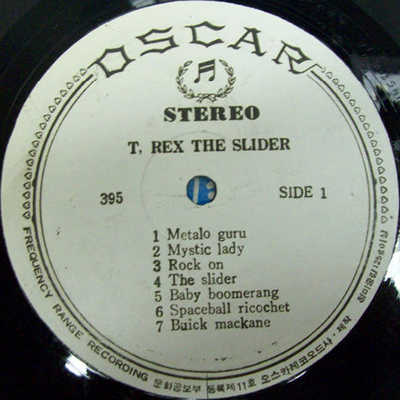 OSCAR
STEREO
T, REX THE SLIDER
395
SIDE 1
1 Metalo guru
2 Mystic lady
3 Rock on
4 The slider
5 Baby boomerang
6 Spaceball ricochet
7 Buick mackane
FREQUENCY RANGE RECORDING
문화공보부 등록제11호 오스카레코오드사·제작